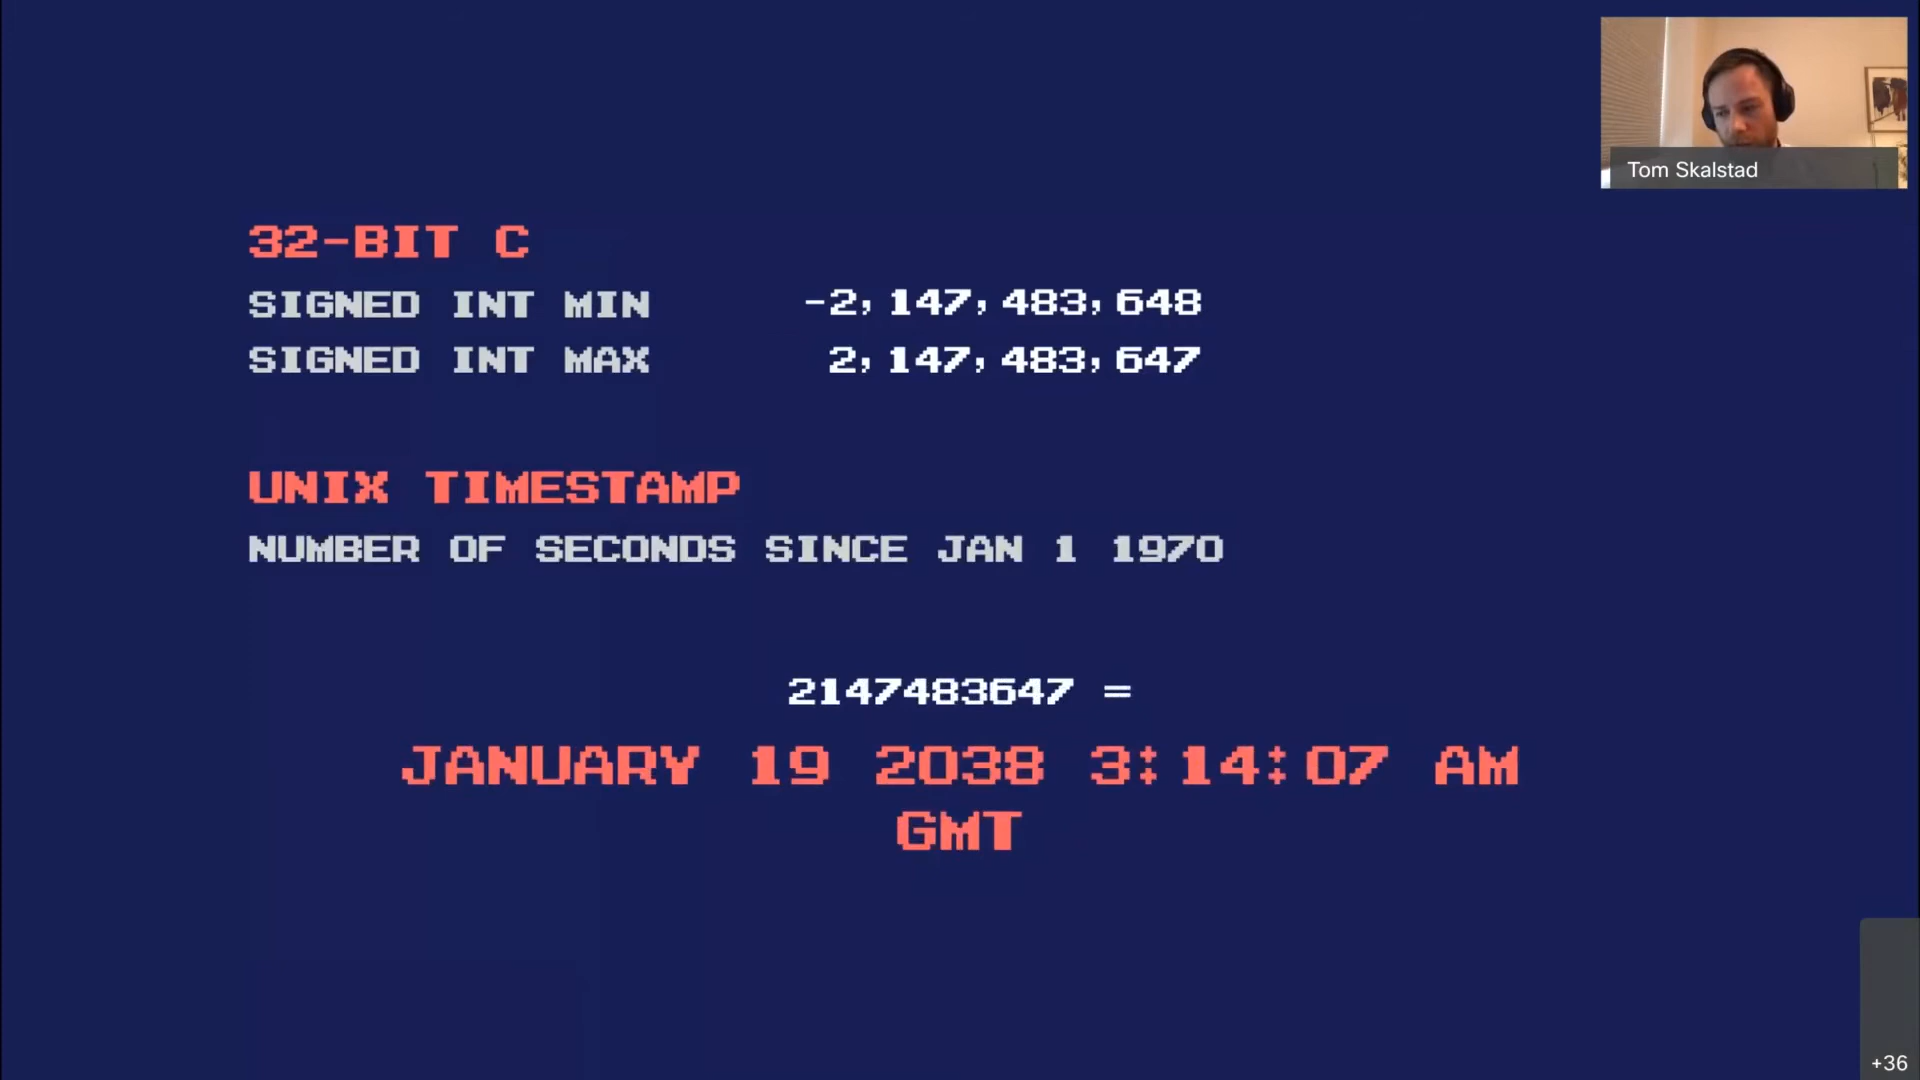 Tom Skalstad
32-BIT C
SIGNED INT MIN -2,147,483,648
SIGNED INT MAX 2,147,483,647
UNIX TIMESTAMP
NUMBER OF SECONDS SINCE JAN 1 1970
2147483647 =
JANUARY 19 2038 3:14:07 AM
GMT
+36